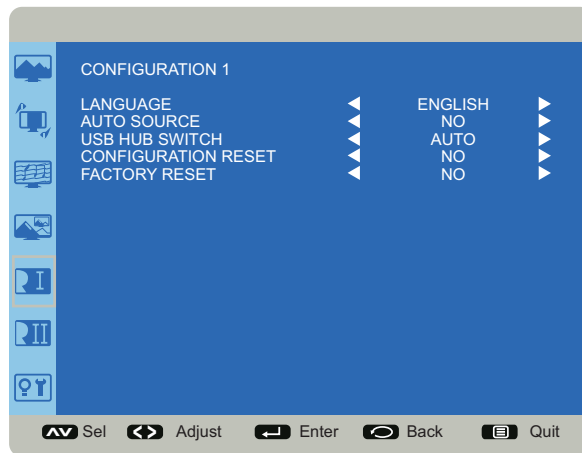 CONFIGURATION 1
LANGUAGE ENGLISH
AUTO SOURCE NO
USB HUB SWITCH AUTO
CONFIGURATION RESET NO
FACTORY RESET NO
I
II
Sel Adjust Enter Back Quit